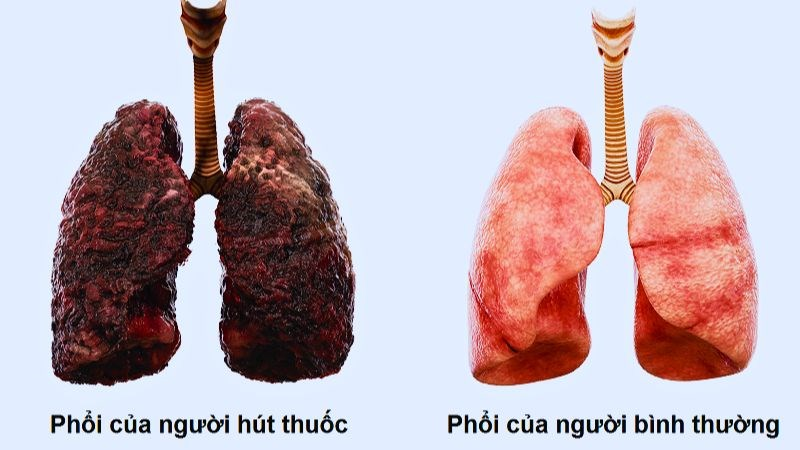 Phổi của người hút thuốc
Phổi của người bình thường